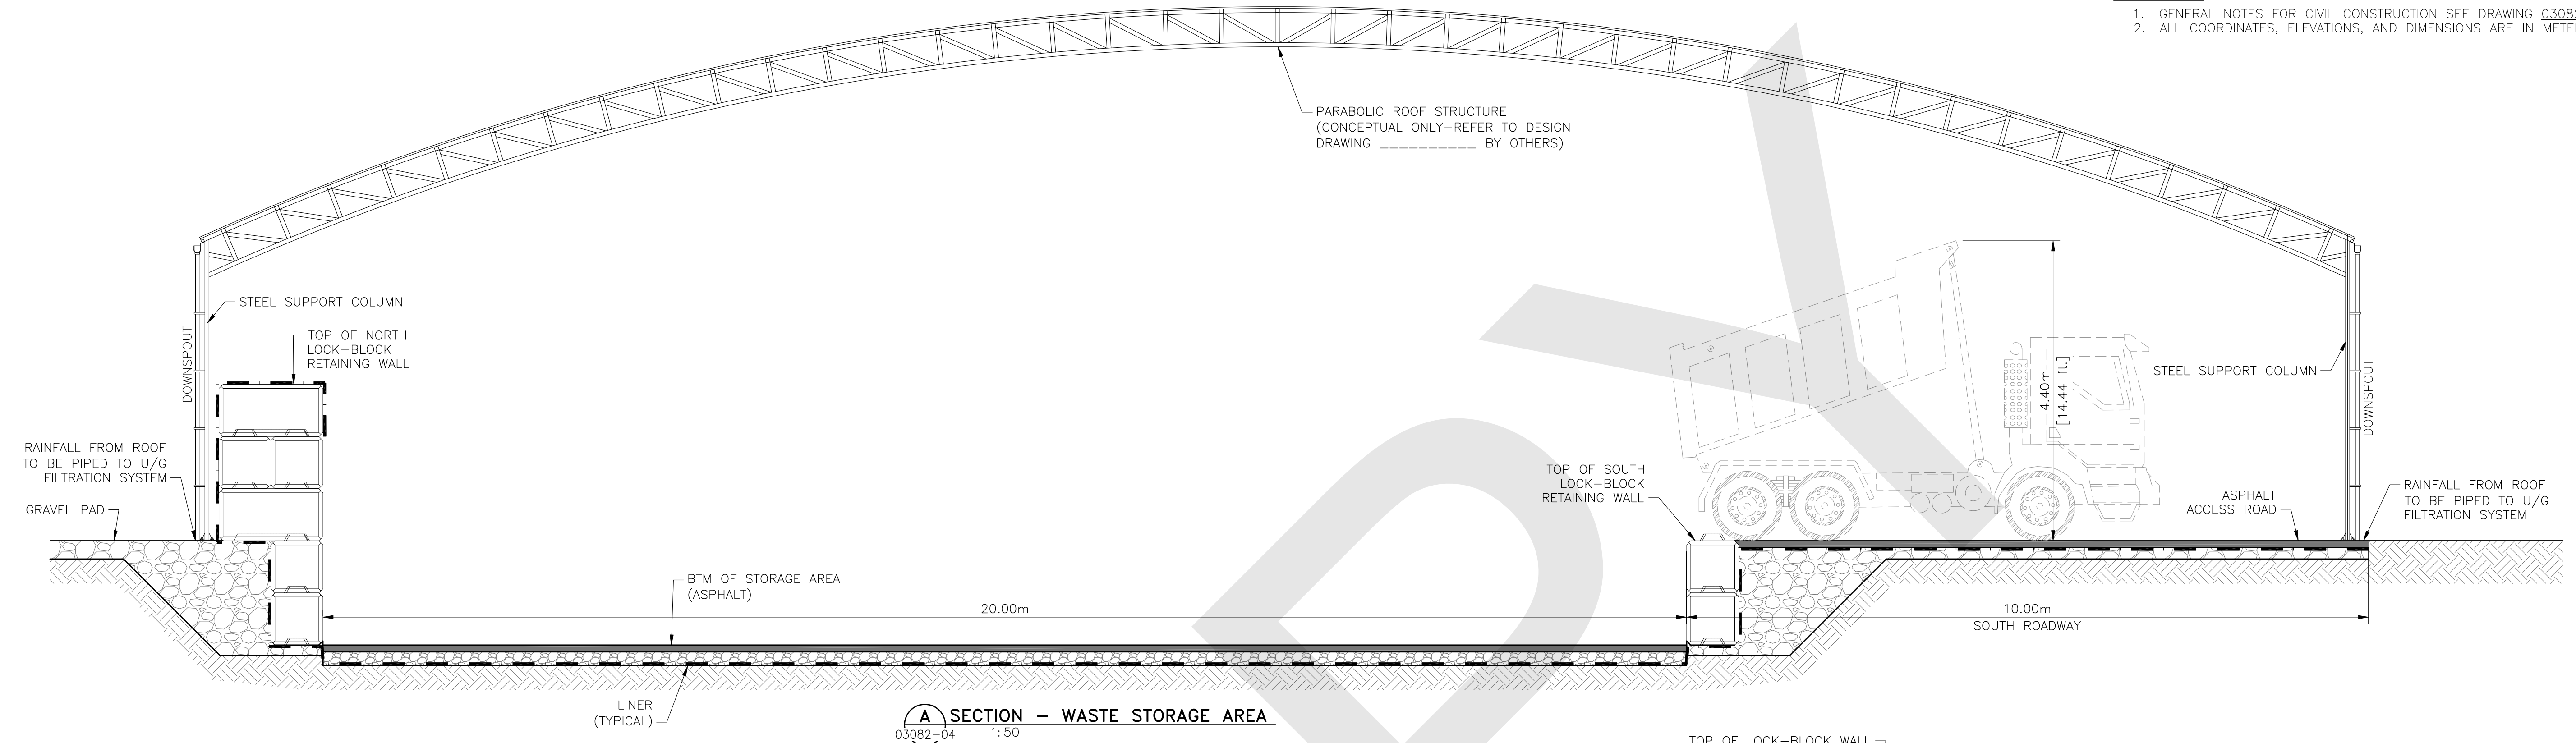 1. GENERAL NOTES FOR CIVIL CONSTRUCTION SEE DRAWING 0308
2. ALL COORDINATES, ELEVATIONS, AND DIMENSIONS ARE IN
PARABOLIC ROOF STRUCTURE
(CONCEPTUAL ONLY-REFER TO DESIGN
DRAWING __________ BY OTHERS)
STEEL SUPPORT COLUMN
DOWNSPOUT
TOP OF NORTH
LOCK-BLOCK
RETAINING WALL
RAINFALL FROM ROOF
TO BE PIPED TO U/G
FILTRATION SYSTEM
GRAVEL PAD
BTM OF STORAGE AREA
(ASPHALT)
20.00m
LINER
(TYPICAL)
TOP OF SOUTH
LOCK-BLOCK
RETAINING WALL
4.40m
[14.44 ft.]
STEEL SUPPORT COLUMN
DOWNSPOUT
ASPHALT
ACCESS ROAD
RAINFALL FROM ROOF
TO BE PIPED TO U/G
FILTRATION SYSTEM
10.00m
SOUTH ROADWAY
A SECTION - WASTE STORAGE AREA
03082-04 1:50
TOP OF LOCK-BLOCK WALL